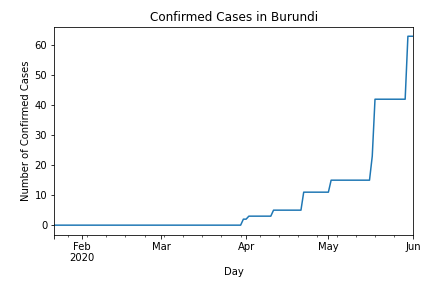 Confirmed Cases in Burundi
Number of Confirmed Cases
60
50
40
30
20
10
0
Feb
2020
Mar
Apr
May
Jun
Day